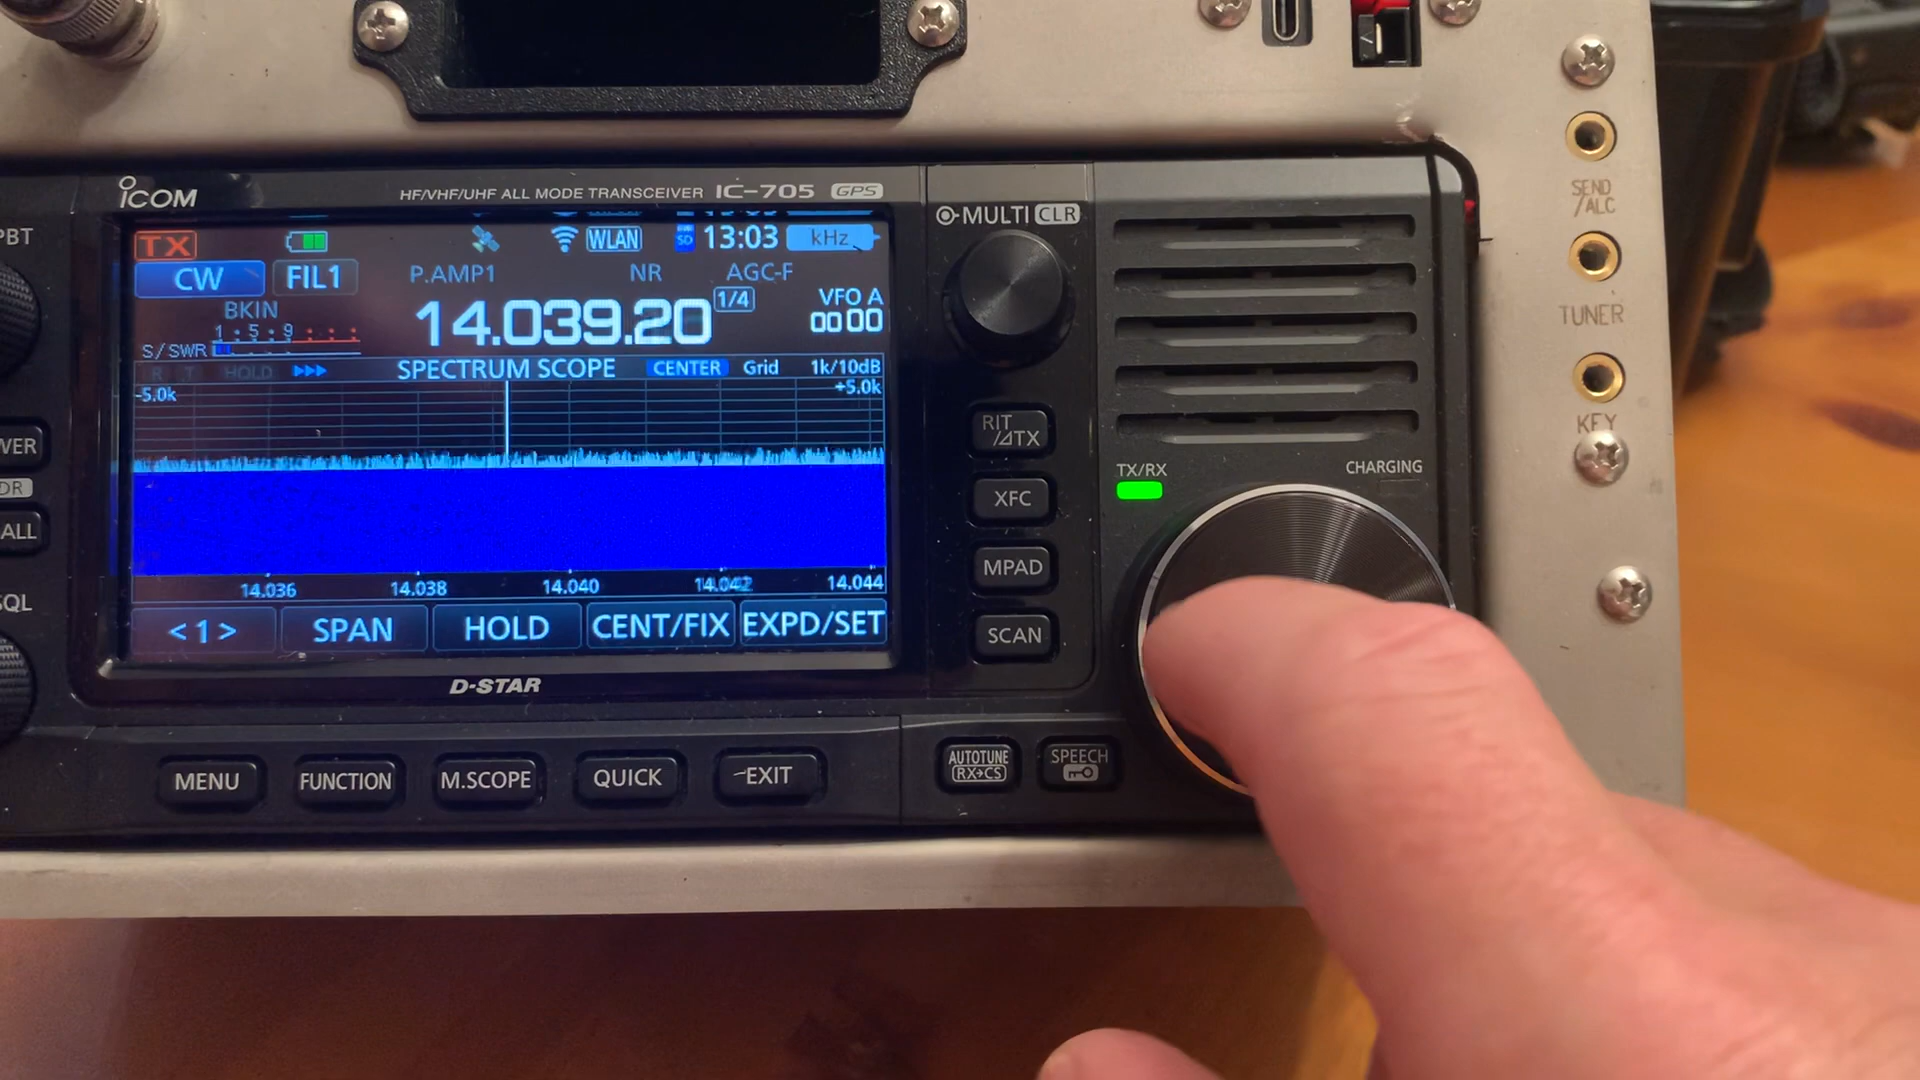 ICOM
HF/VHF/UHF ALL MODE TRANSCEIVER IC-705 GPS
TX WLAN SD 13:03 kHz
CW FIL1 P.AMP1 NR AGC-F
BKIN
14.039.20 1/4 VFO A
00 00
1 5 9
S/SWR
R T HOLD SPECTRUM SCOPE CENTER Grid 1k/10dB
-5.0k +5.0k
14.036 14.038 14.040 14.042 14.044
<1> SPAN HOLD CENT/FIX EXPD/SET
D-STAR
MENU FUNCTION M.SCOPE QUICK EXIT
PBT
VER
DR
ALL
SQL
MULTI CLR
RIT
/⊿TX
XFC
MPAD
SCAN
TX/RX
CHARGING
AUTOTUNE
RX→CS
SPEECH
SEND
/ALC
TUNER
KEY